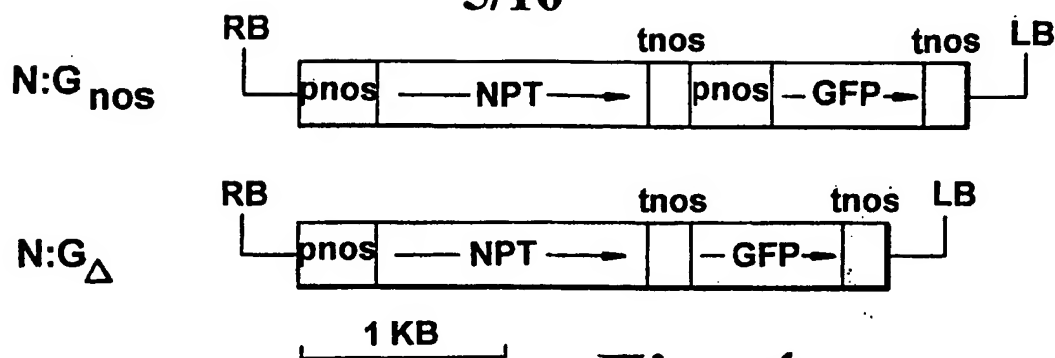 RB tnos tnos LB
N:G nos pnos NPT pnos GFP
RB tnos tnos LB
N:G△ pnos NPT GFP
1 KB